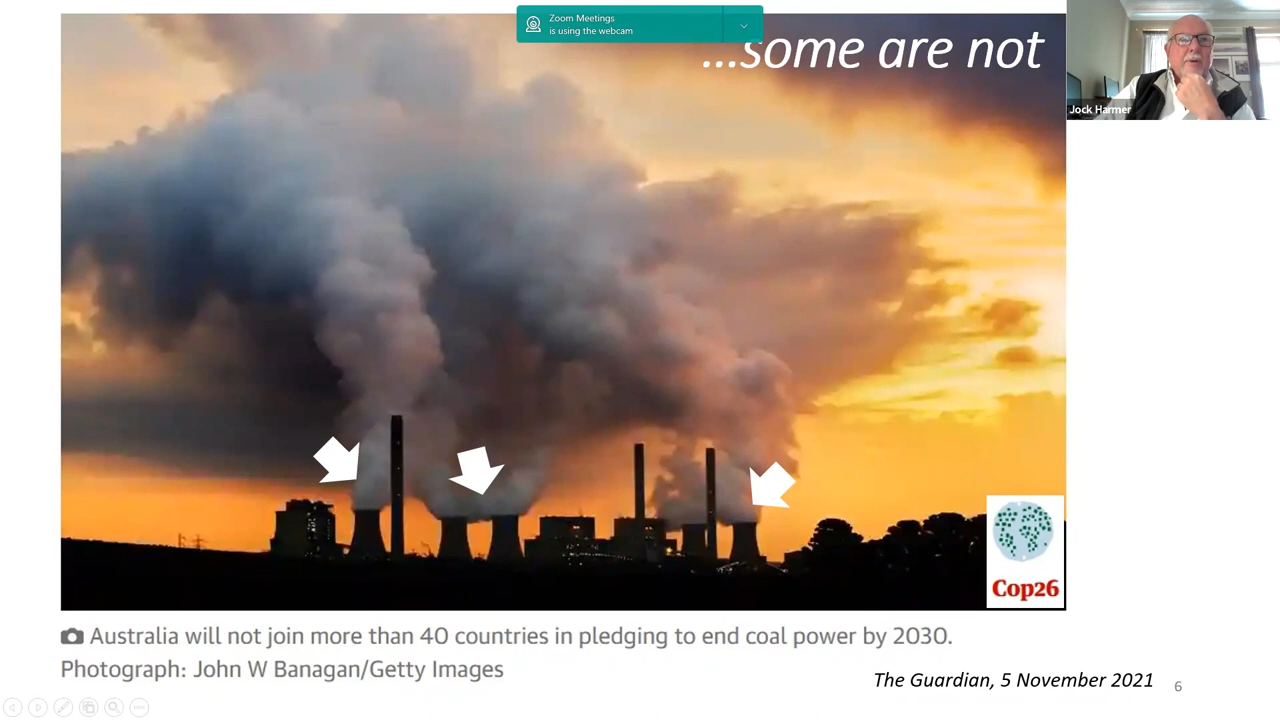 Zoom Meetings
is using the webcam
...some are not
Jock Harmer
Cop26
Australia will not join more than 40 countries in pledging to end coal power by 2030.
Photograph: John W Banagan/Getty Images
The Guardian, 5 November 2021
6